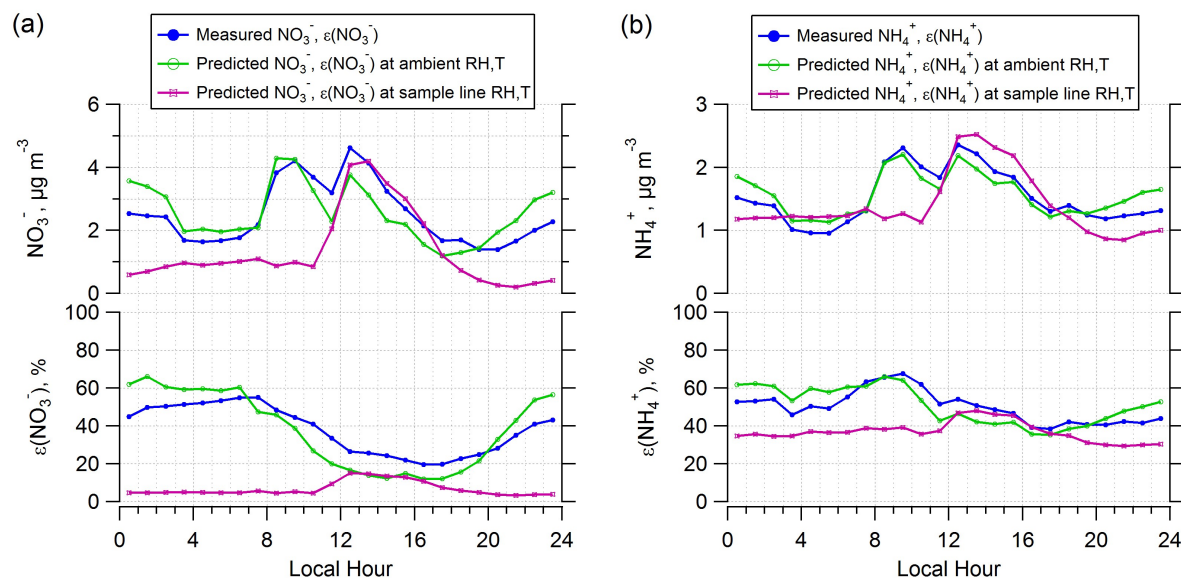 (a)
Measured NO₃⁻, ε(NO₃⁻)
Predicted NO₃⁻, ε(NO₃⁻) at ambient RH,T
Predicted NO₃⁻, ε(NO₃⁻) at sample line RH,T
NO₃⁻, µg m⁻³
6
4
2
0
ε(NO₃⁻), %
100
80
60
40
20
0
0 4 8 12 16 20 24
Local Hour
(b)
Measured NH₄⁺, ε(NH₄⁺)
Predicted NH₄⁺, ε(NH₄⁺) at ambient RH,T
Predicted NH₄⁺, ε(NH₄⁺) at sample line RH,T
NH₄⁺, µg m⁻³
3
2
1
0
ε(NH₄⁺), %
100
80
60
40
20
0
0 4 8 12 16 20 24
Local Hour